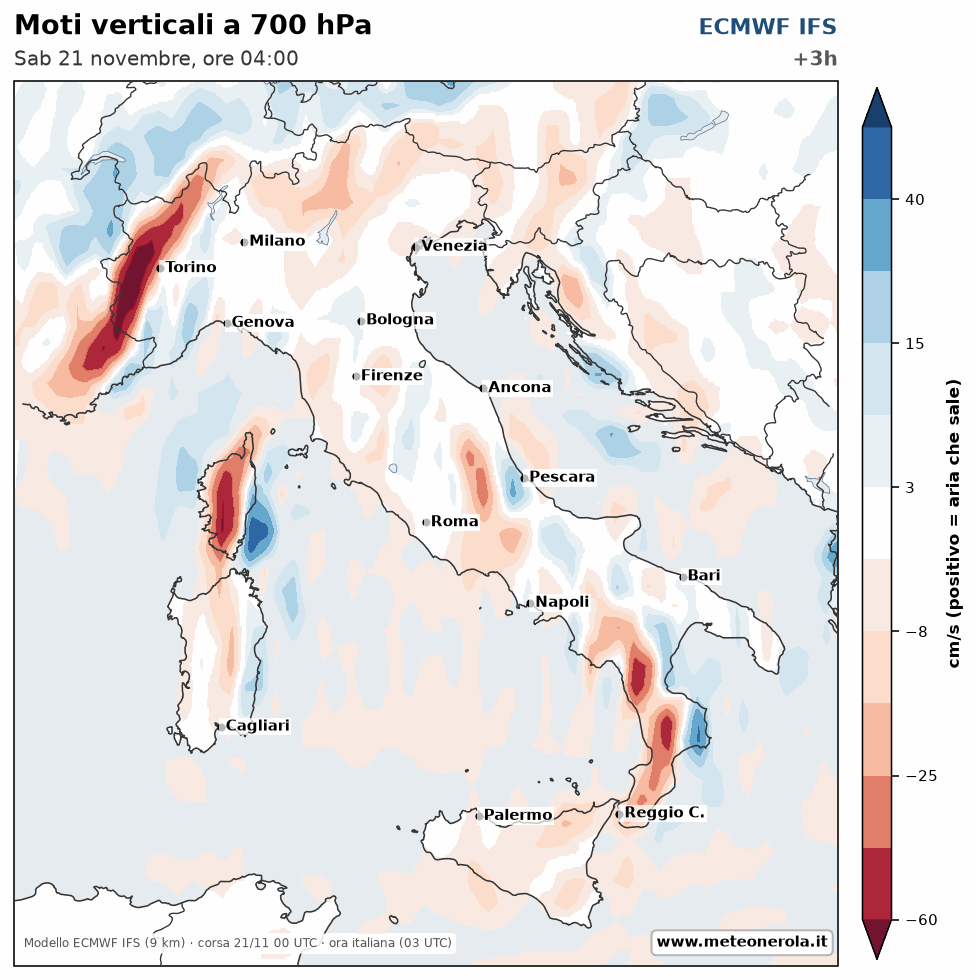 Moti verticali a 700 hPa
ECMWF IFS
Sab 21 novembre, ore 04:00
+3h
40
15
3
−8
−25
−60
cm/s (positivo = aria che sale)
Milano
Venezia
Torino
Genova
Bologna
Firenze
Ancona
Pescara
Roma
Bari
Napoli
Cagliari
Palermo
Reggio C.
Modello ECMWF IFS (9 km) · corsa 21/11 00 UTC · ora italiana (03 UTC)
www.meteonerola.it